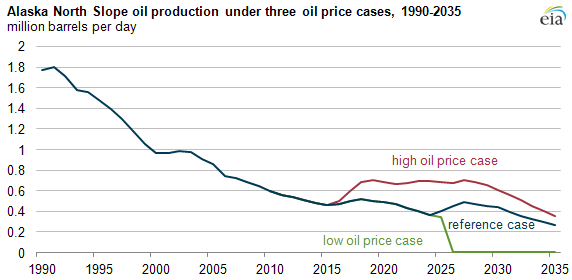 Alaska North Slope oil production under three oil price cases, 1990-2035
million barrels per day
eia
2
1.8
1.6
1.4
1.2
1
0.8
0.6
0.4
0.2
0
high oil price case
reference case
low oil price case
1990 1995 2000 2005 2010 2015 2020 2025 2030 2035